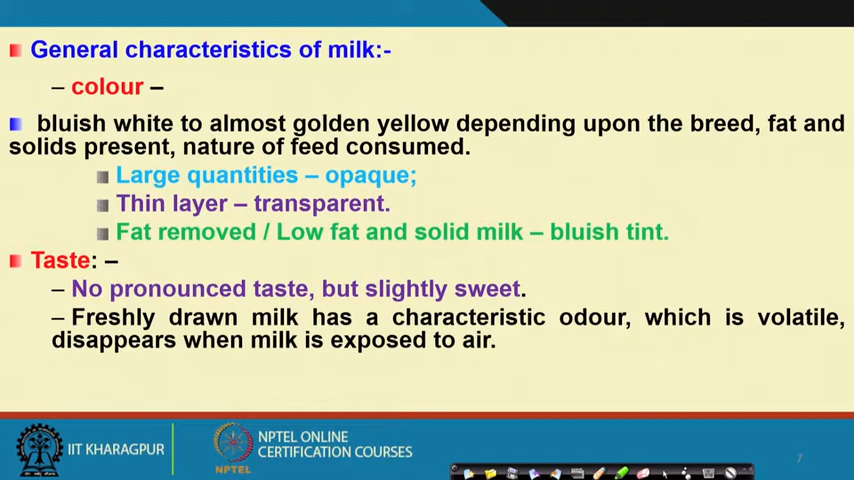 General characteristics of milk:-
– colour –
bluish white to almost golden yellow depending upon the breed, fat and
solids present, nature of feed consumed.
Large quantities – opaque;
Thin layer – transparent.
Fat removed / Low fat and solid milk – bluish tint.
Taste: –
– No pronounced taste, but slightly sweet.
– Freshly drawn milk has a characteristic odour, which is volatile,
disappears when milk is exposed to air.
IIT KHARAGPUR
NPTEL
NPTEL ONLINE
CERTIFICATION COURSES
7